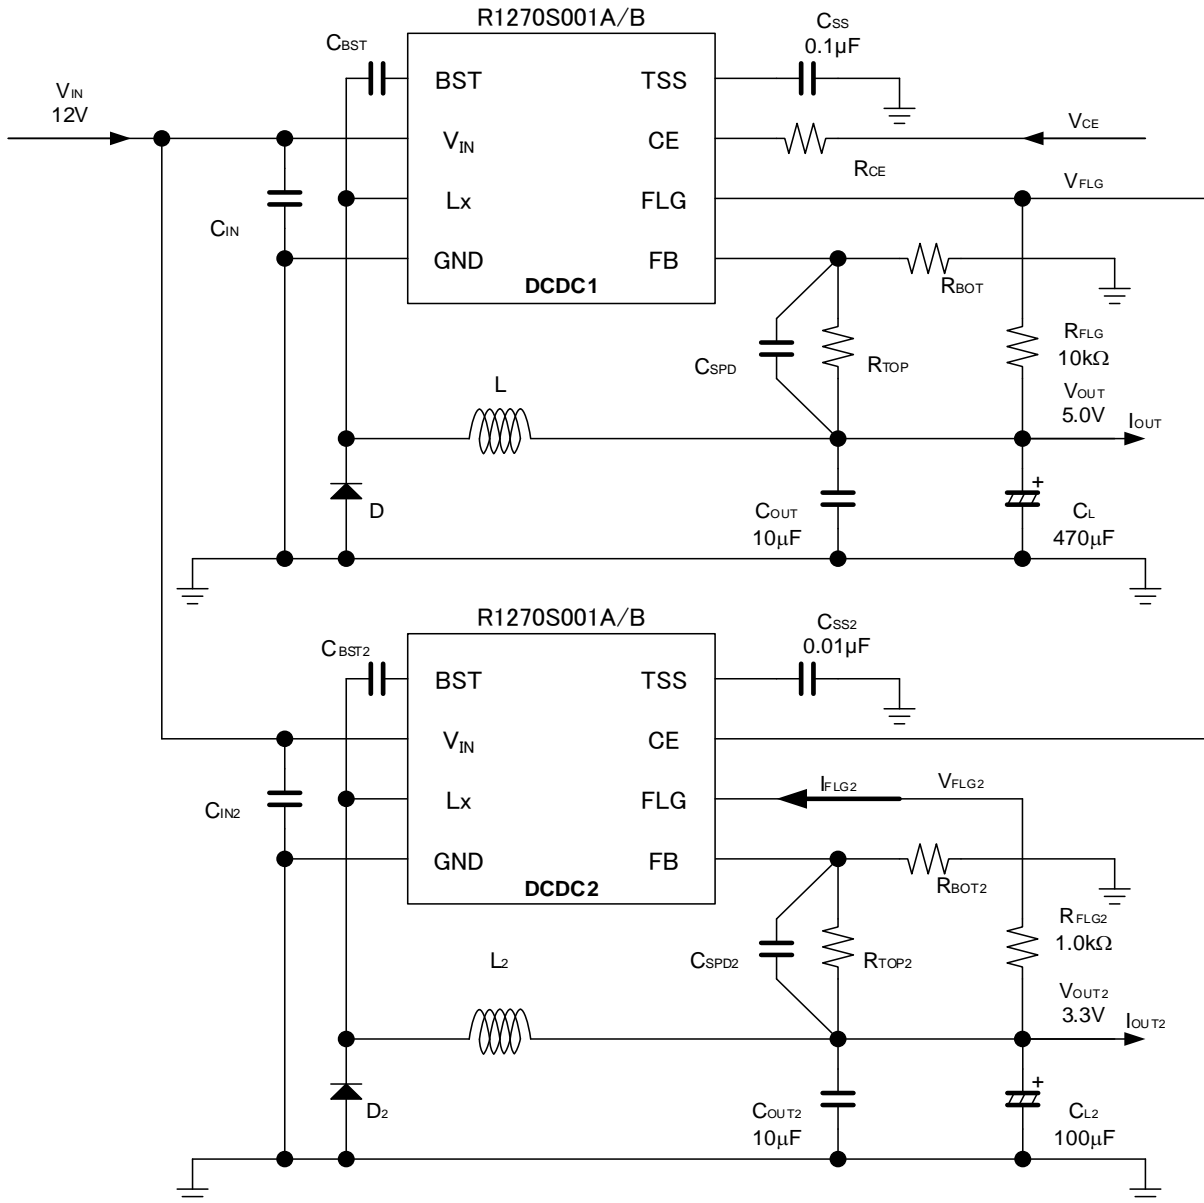 R1270S001A/B
CBST
CSS
0.1µF
BST
TSS
VIN
12V
VIN
CE
VCE
RCE
Lx
FLG
VFLG
CIN
GND
FB
DCDC1
RBOT
RFLG
10kΩ
CSPD
RTOP
L
VOUT
5.0V
IOUT
D
COUT
10µF
+
CL
470µF
R1270S001A/B
CBST2
CSS2
0.01µF
BST
TSS
VIN
CE
IFLG2
VFLG2
CIN2
Lx
FLG
GND
FB
DCDC2
RBOT2
RFLG2
1.0kΩ
CSPD2
RTOP2
L2
VOUT2
3.3V
IOUT2
D2
COUT2
10µF
+
CL2
100µF